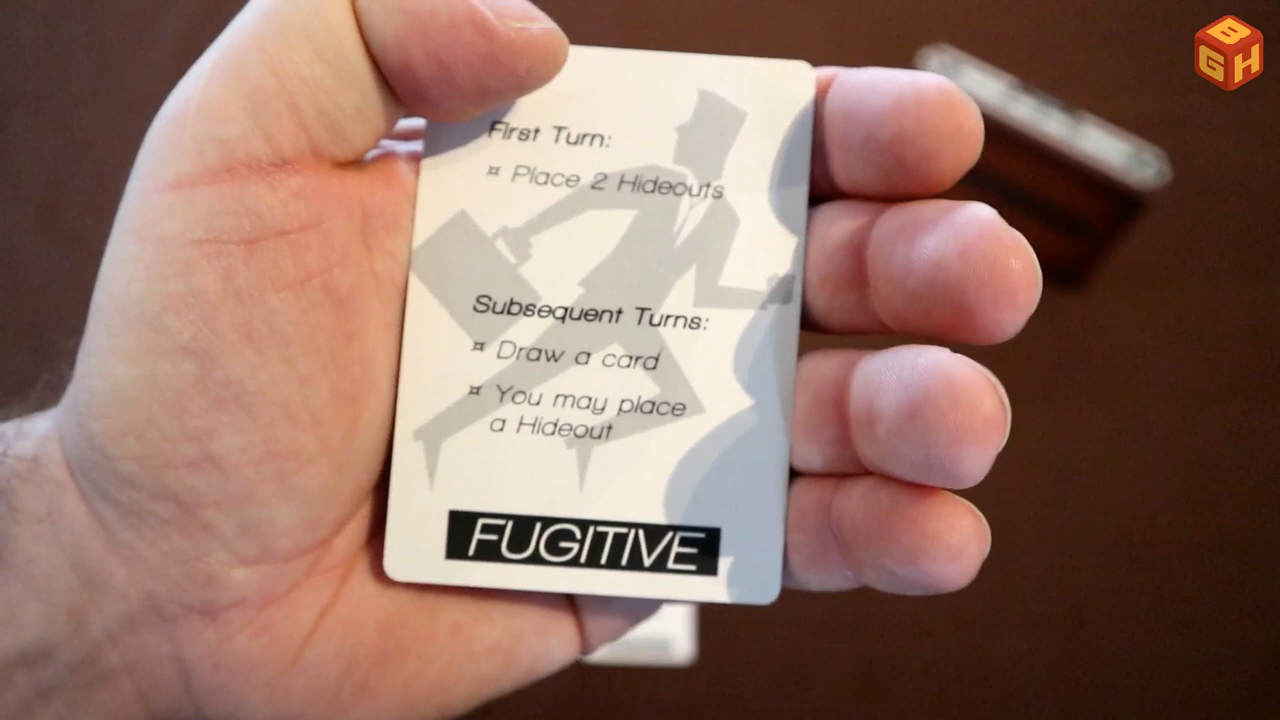 First Turn:
¤ Place 2 Hideouts
Subsequent Turns:
¤ Draw a card
¤ You may place
a Hideout
FUGITIVE
B
G H